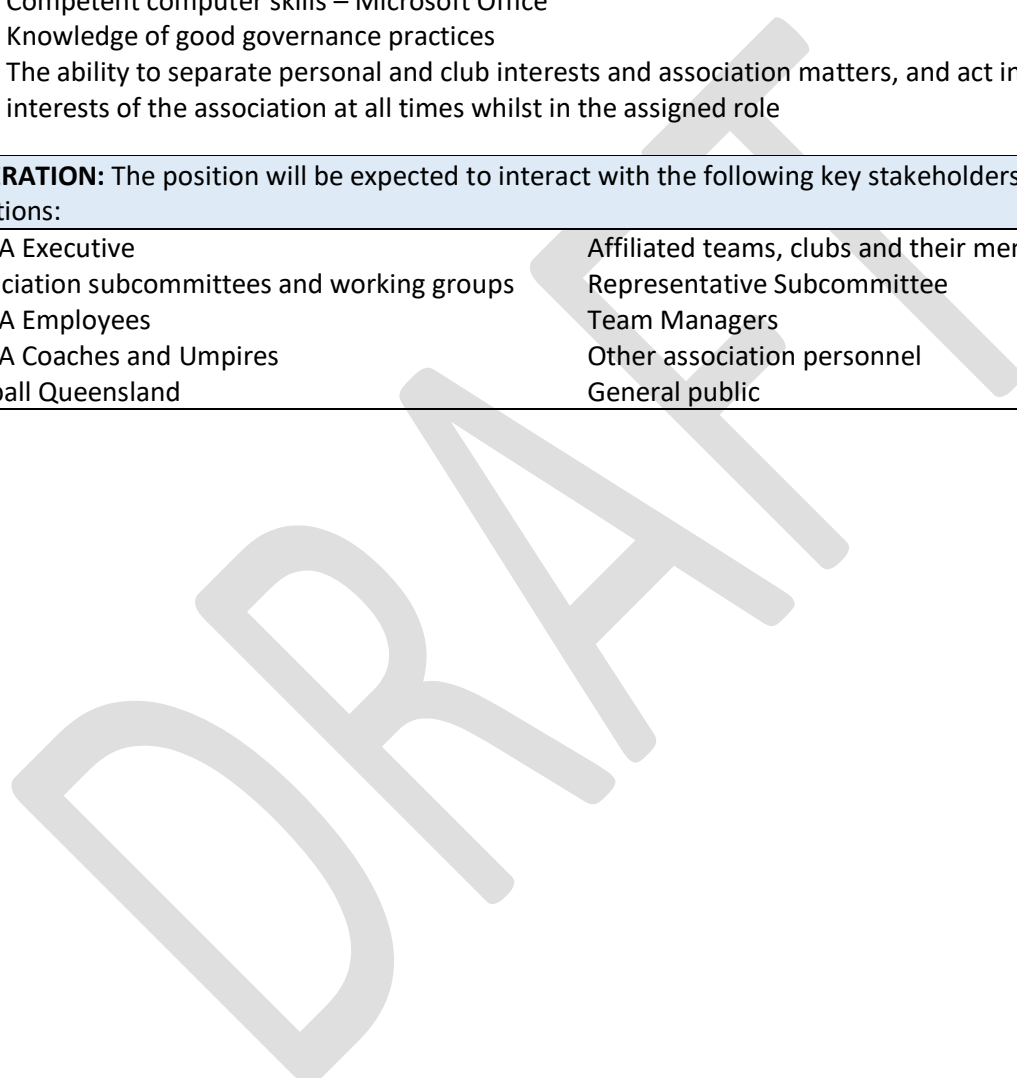 Competent computer skills – Microsoft Office
Knowledge of good governance practices
The ability to separate personal and club interests and association matters, and act in
interests of the association at all times whilst in the assigned role
ERATION: The position will be expected to interact with the following key stakeholders
tions:
A Executive Affiliated teams, clubs and their mer
ciation subcommittees and working groups Representative Subcommittee
A Employees Team Managers
A Coaches and Umpires Other association personnel
ball Queensland General public
DRAFT